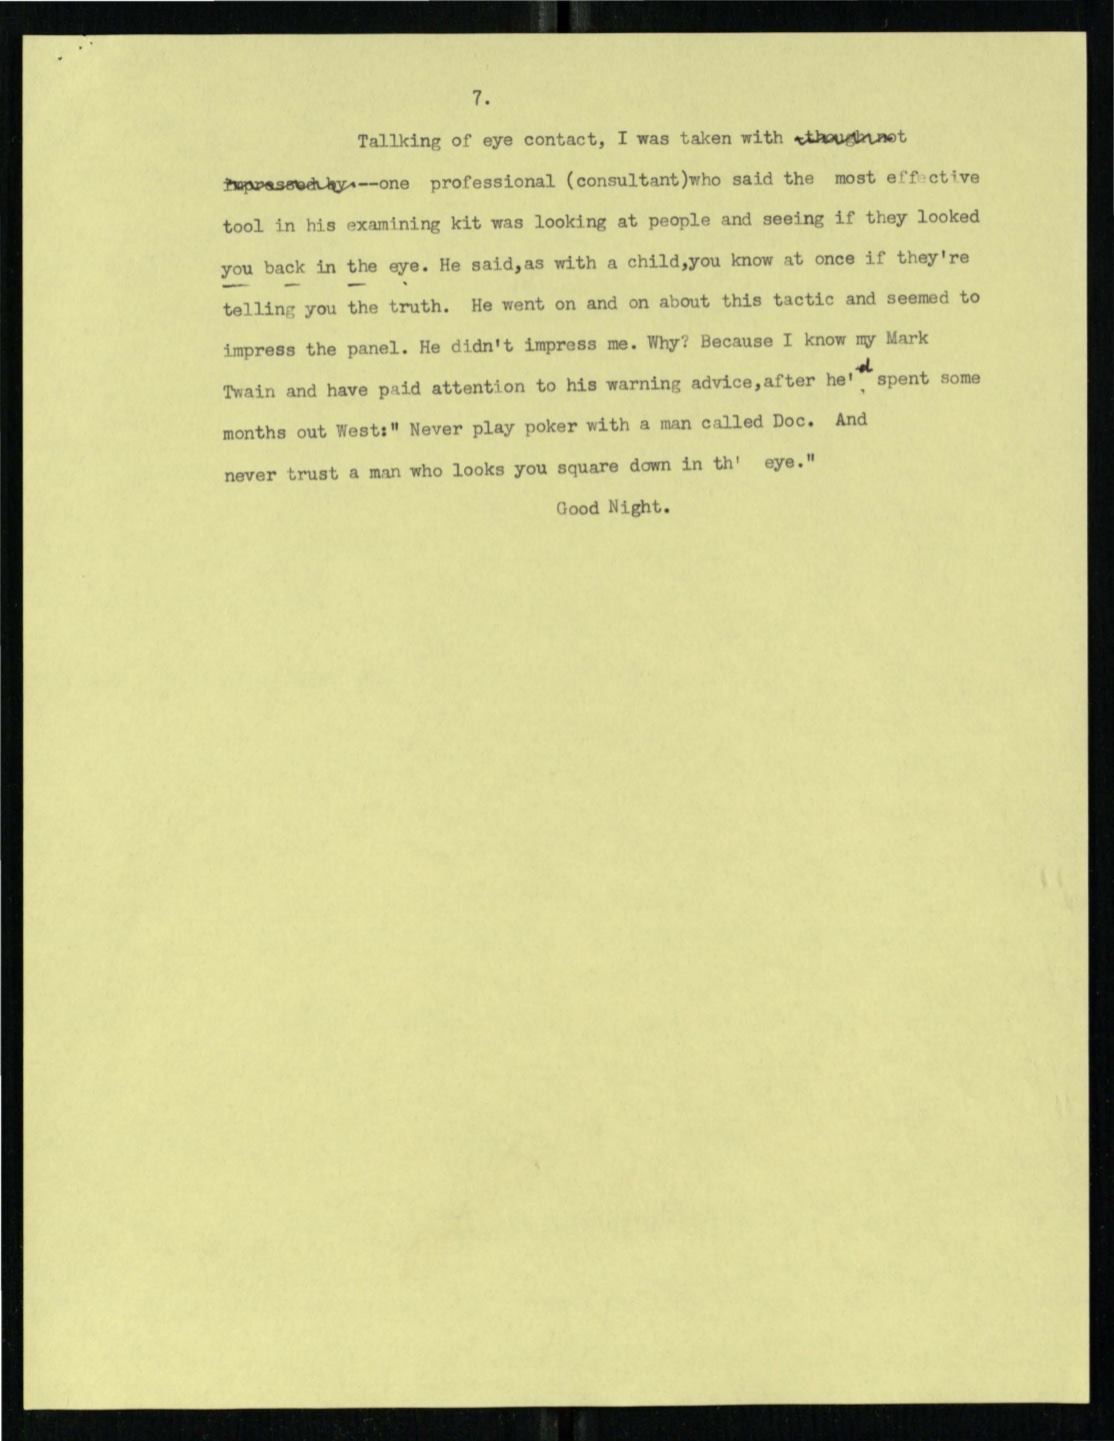 7.
Tallking of eye contact, I was taken with though not
impressed by---one professional (consultant)who said the most effective
tool in his examining kit was looking at people and seeing if they looked
you back in the eye. He said,as with a child,you know at once if they're
telling you the truth. He went on and on about this tactic and seemed to
impress the panel. He didn't impress me. Why? Because I know my Mark
Twain and have paid attention to his warning advice,after he'd spent some
months out West:" Never play poker with a man called Doc. And
never trust a man who looks you square down in th' eye."
Good Night.